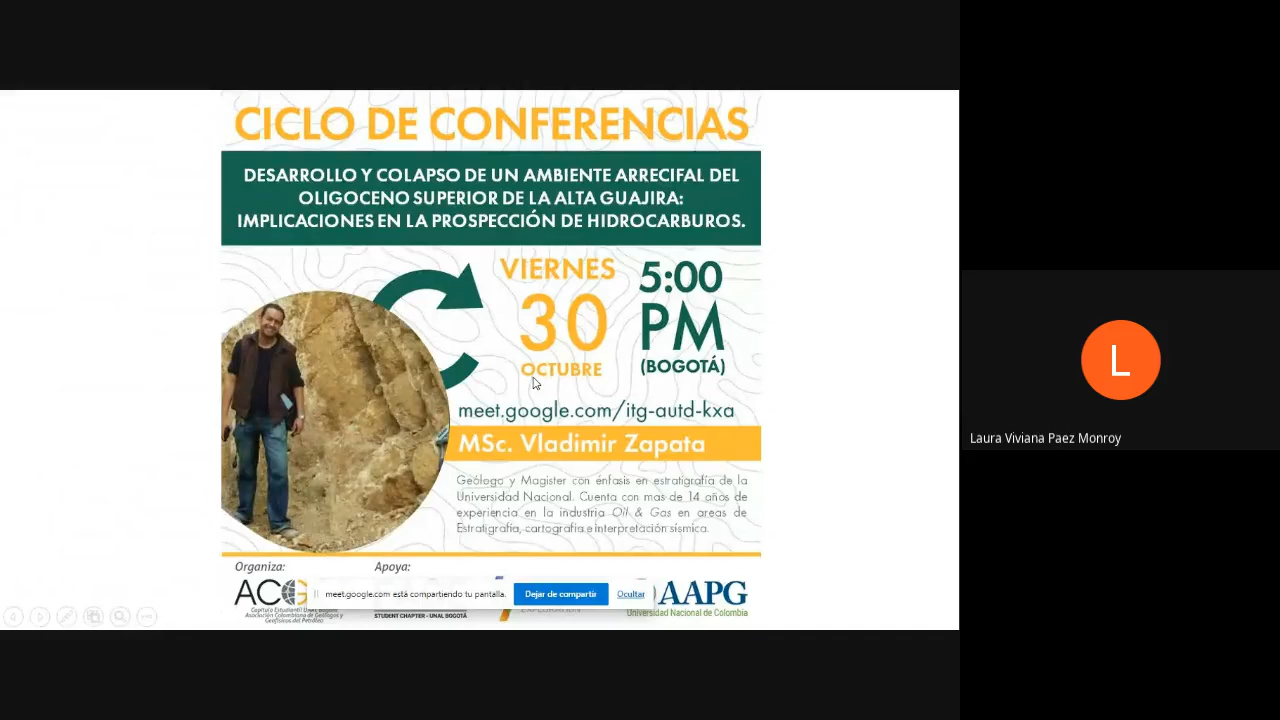 CICLO DE CONFERENCIAS
DESARROLLO Y COLAPSO DE UN AMBIENTE ARRECIFAL DEL
OLIGOCENO SUPERIOR DE LA ALTA GUAJIRA:
IMPLICACIONES EN LA PROSPECCIÓN DE HIDROCARBUROS.
VIERNES
30
OCTUBRE
5:00
PM
(BOGOTÁ)
meet.google.com/itg-autd-kxa
MSc. Vladimir Zapata
Geólogo y Magister con énfasis en estratigrafía de la
Universidad Nacional. Cuenta con mas de 14 años de
experiencia en la industria Oil & Gas en areas de
Estratigrafía, cartografía e interpretación sísmica.
Organiza:
Apoya:
ACG
Capítulo Estudiantil UNAL Bogotá
Asociación Colombiana de Geólogos y
Geofísicos del Petróleo
STUDENT CHAPTER - UNAL BOGOTÁ
meet.google.com está compartiendo tu pantalla.
Dejar de compartir
Ocultar
AAPG
Universidad Nacional de Colombia
L
Laura Viviana Paez Monroy